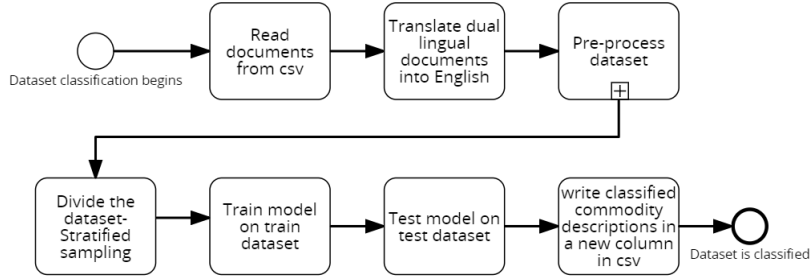 Dataset classification begins
Read
documents
from csv
Translate dual
lingual
documents
into English
Pre-process
dataset
Divide the
dataset-
Stratified
sampling
Train model
on train
dataset
Test model on
test dataset
write classified
commodity
descriptions in
a new column
in csv
Dataset is classified